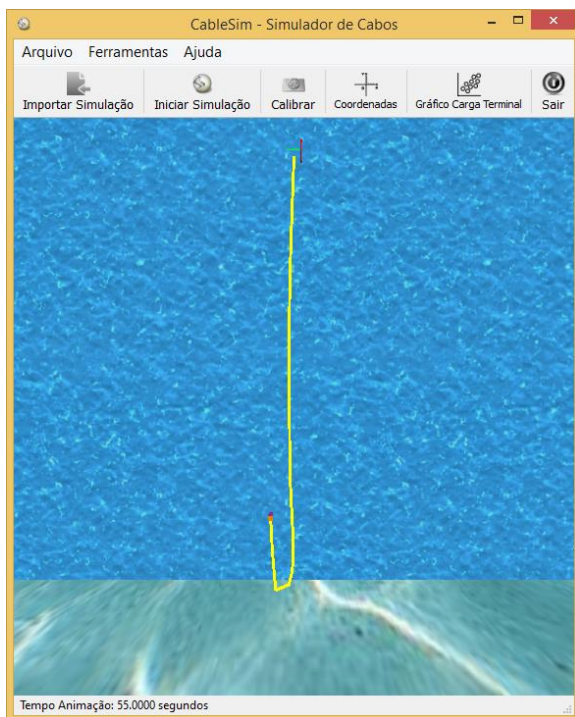 CableSim - Simulador de Cabos
Arquivo Ferramentas Ajuda
Importar Simulação Iniciar Simulação Calibrar Coordenadas Gráfico Carga Terminal Sair
Tempo Animação: 55.0000 segundos